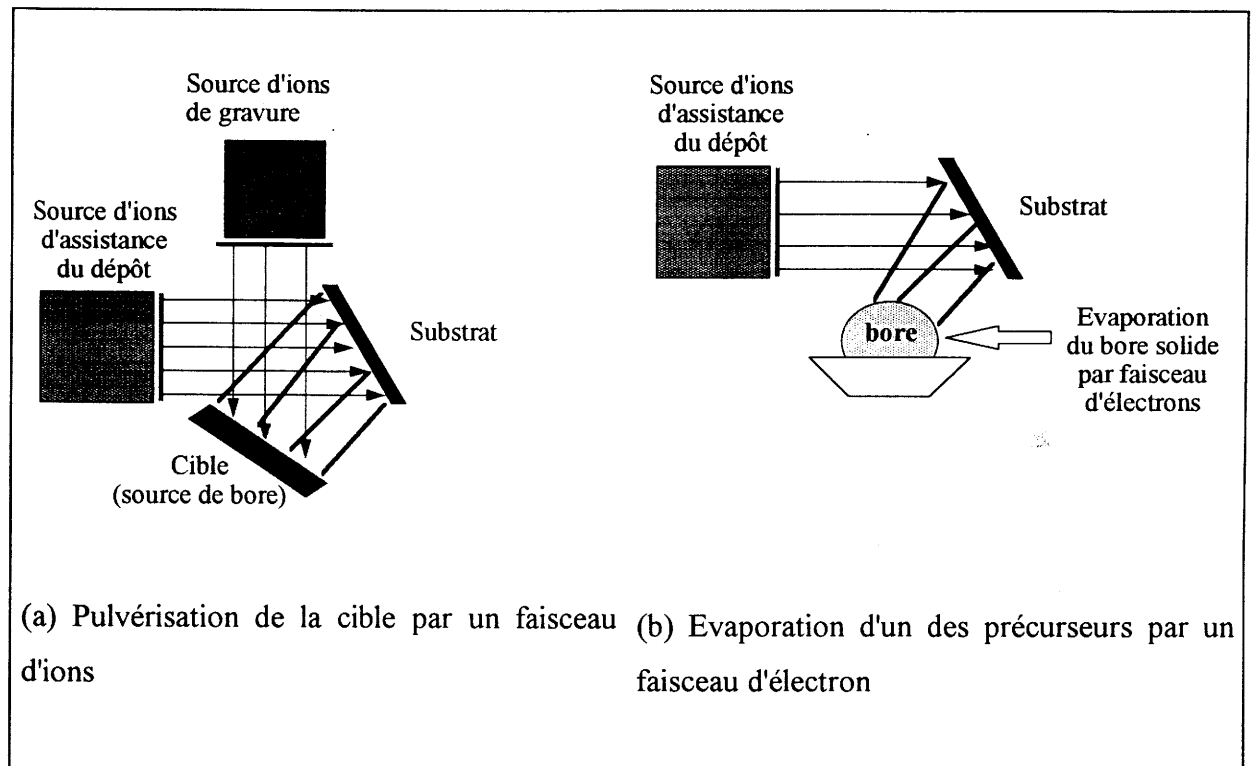 Source d'ions
de gravure
Source d'ions
d'assistance
du dépôt
Substrat
Cible
(source de bore)
(a) Pulvérisation de la cible par un faisceau
d'ions
Source d'ions
d'assistance
du dépôt
Substrat
bore
Evaporation
du bore solide
par faisceau
d'électrons
(b) Evaporation d'un des précurseurs par un
faisceau d'électron